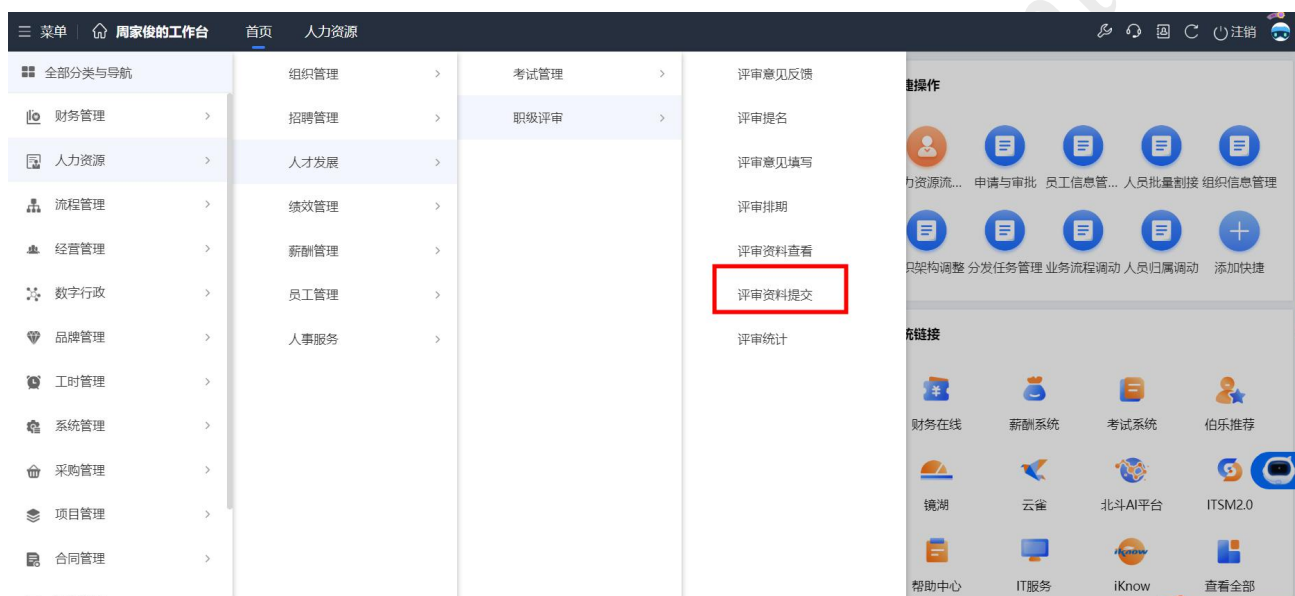 菜单 周家俊的工作台 首页 人力资源 注销
全部分类与导航
财务管理
人力资源
流程管理
经营管理
数字行政
品牌管理
工时管理
系统管理
采购管理
项目管理
合同管理
组织管理
招聘管理
人才发展
绩效管理
薪酬管理
员工管理
人事服务
考试管理
职级评审
评审意见反馈
评审提名
评审意见填写
评审排期
评审资料查看
评审资料提交
评审统计
捷操作
力资源流... 申请与审批 员工信息管... 人员批量割接 组织信息管理
织架构调整 分发任务管理 业务流程调动 人员归属调动 添加快捷
统链接
财务在线 薪酬系统 考试系统 伯乐推荐
镜湖 云雀 北斗AI平台 ITSM2.0
iKnow
帮助中心 IT服务 iKnow 查看全部